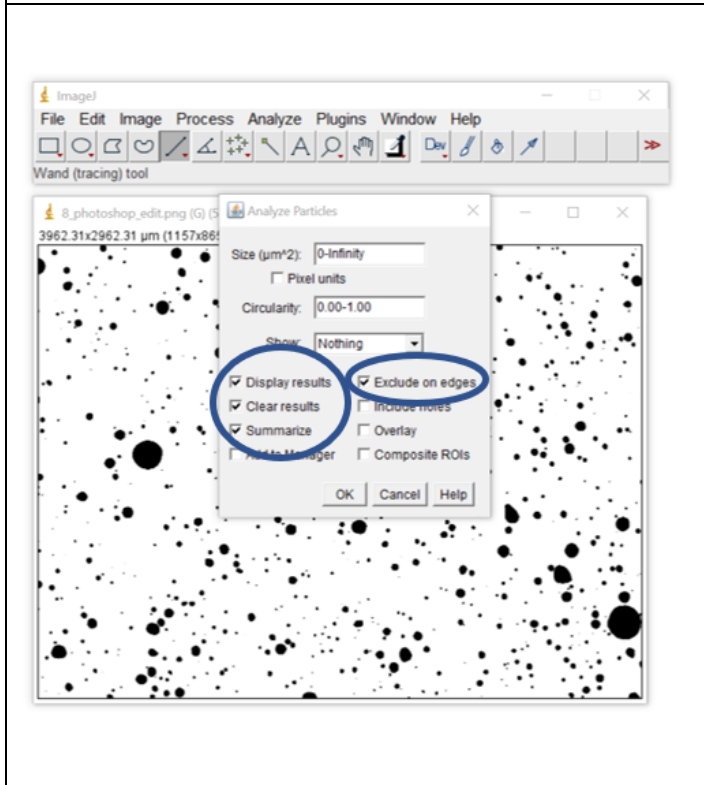 ImageJ
File Edit Image Process Analyze Plugins Window Help
A Dev
Wand (tracing) tool
8_photoshop_edit.png (G) (
Analyze Particles
3962.31x2962.31 µm (1157x865
Size (µm^2): 0-Infinity
Pixel units
Circularity: 0.00-1.00
Show: Nothing
Display results Exclude on edges
Clear results Include holes
Summarize Overlay
Add to Manager Composite ROIs
OK Cancel Help